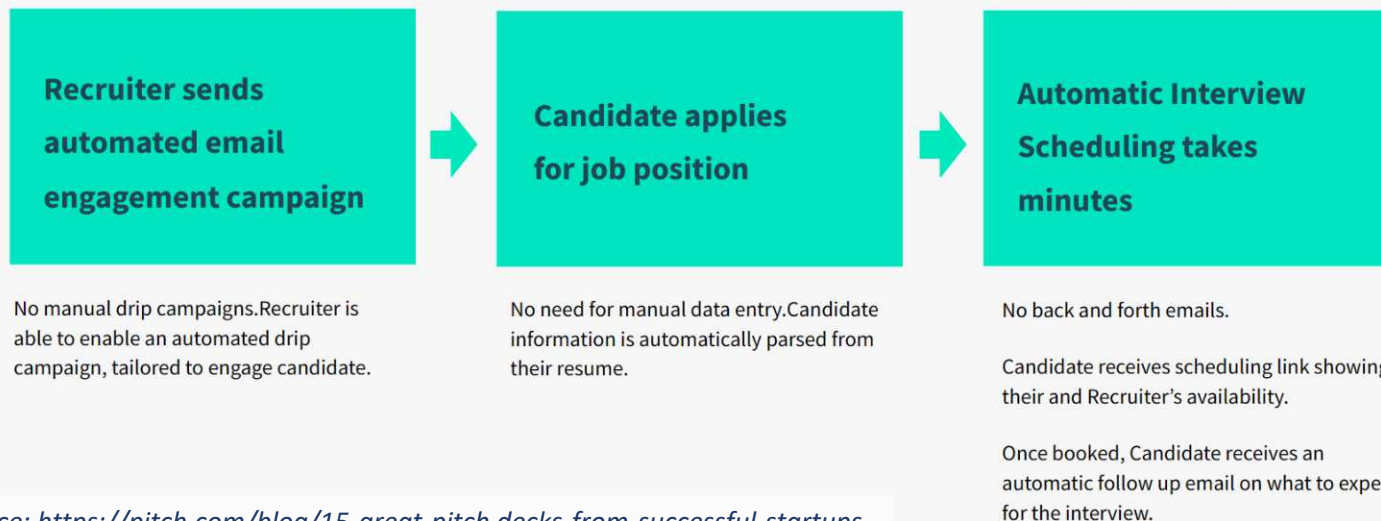 Recruiter sends
automated email
engagement campaign
No manual drip campaigns.Recruiter is
able to enable an automated drip
campaign, tailored to engage candidate.
Candidate applies
for job position
No need for manual data entry.Candidate
information is automatically parsed from
their resume.
Automatic Interview
Scheduling takes
minutes
No back and forth emails.
Candidate receives scheduling link showing
their and Recruiter's availability.
Once booked, Candidate receives an
automatic follow up email on what to expe
for the interview.
ce: https://pitch.com/blog/15-great-pitch-decks-from-successful-startups